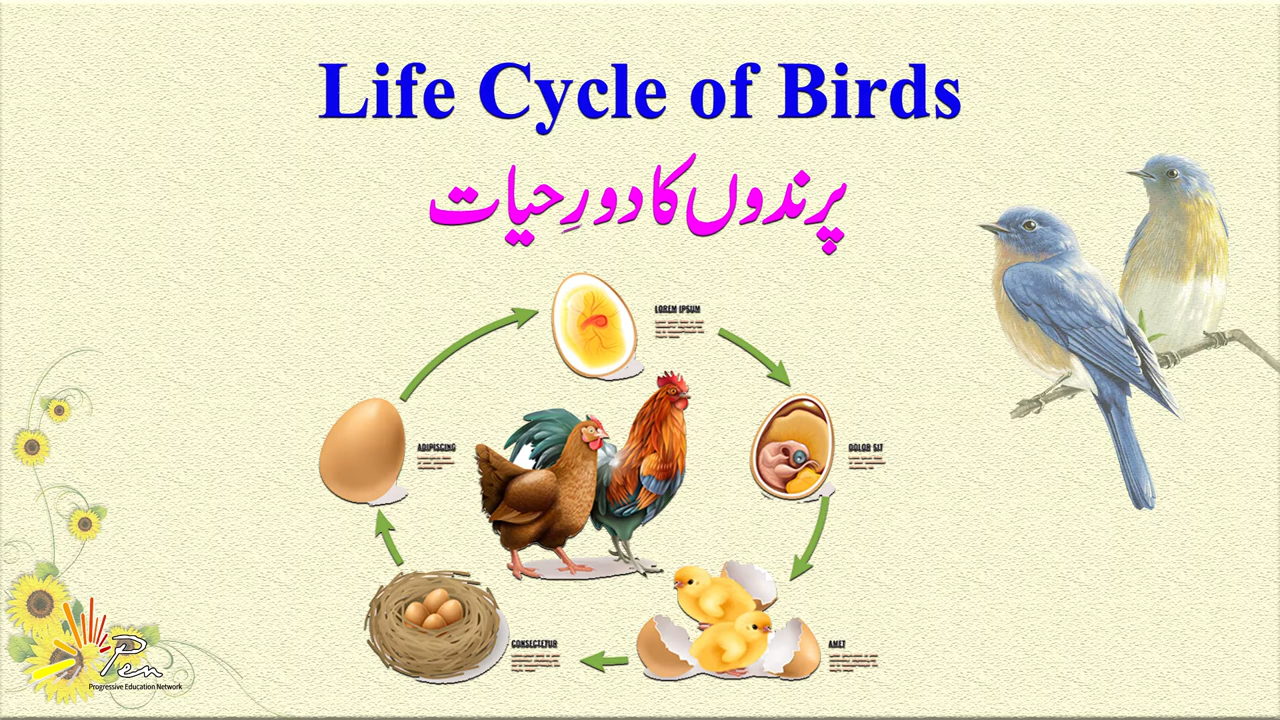 Life Cycle of Birds
پرندوں کا دورِ حیات
LOREM IPSUM
ADIPISCING
DOLOR SIT
CONSECTETUR
AMET
Pen
Progressive Education Network